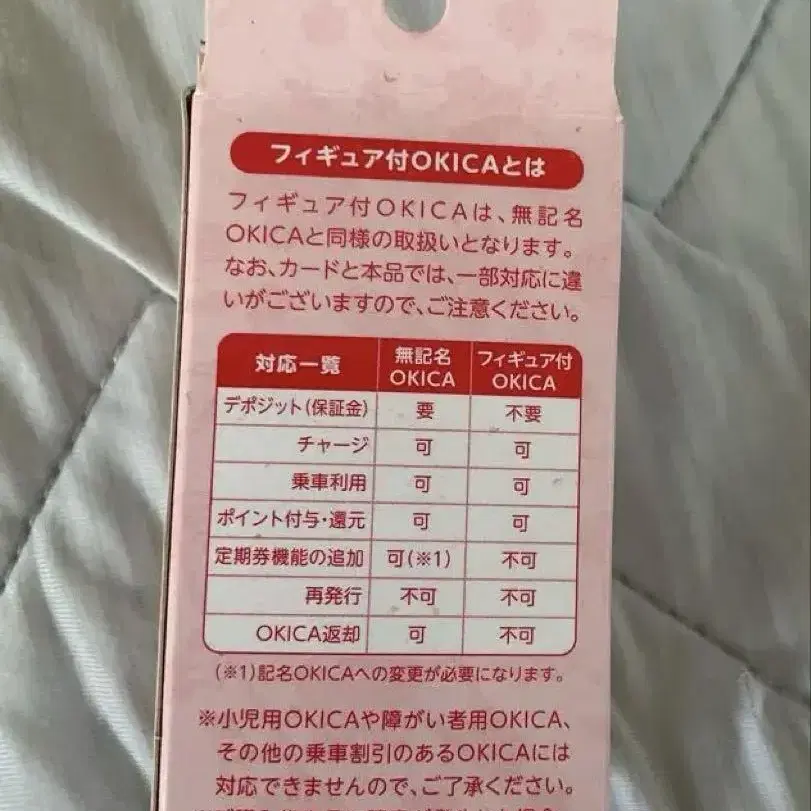 フィギュア付OKICAとは
フィギュア付OKICAは、無記名
OKICAと同様の取扱いとなります。
なお、カードと本品では、一部対応に違
いがございますので、ご注意ください。
対応一覧 無記名OKICA フィギュア付OKICA
デポジット(保証金) 要 不要
チャージ 可 可
乗車利用 可 可
ポイント付与・還元 可 可
定期券機能の追加 可(※1) 不可
再発行 不可 不可
OKICA返却 可 不可
(※1)記名OKICAへの変更が必要になります。
※小児用OKICAや障がい者用OKICA、
その他の乗車割引のあるOKICAには
対応できませんので、ご了承ください。